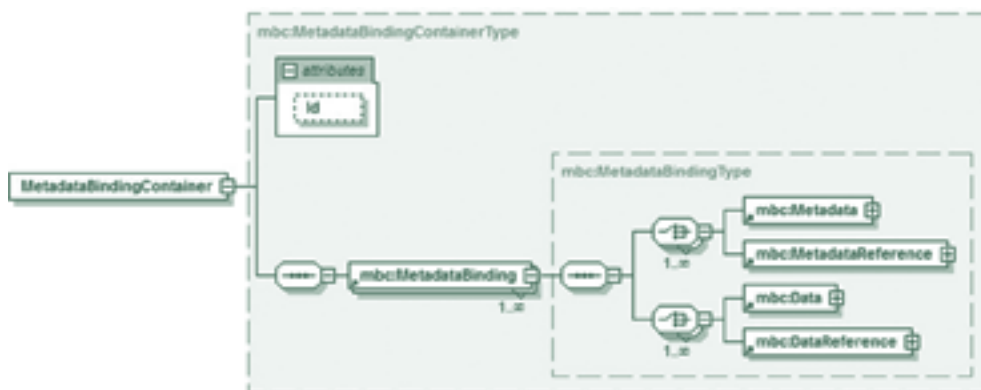 mbc:MetadataBindingContainerType
attributes
Id
MetadataBindingContainer
mbc:MetadataBindingType
mbc:Metadata
1..∞
mbc:MetadataReference
mbc:MetadataBinding
1..∞
mbc:Data
1..∞
mbc:DataReference